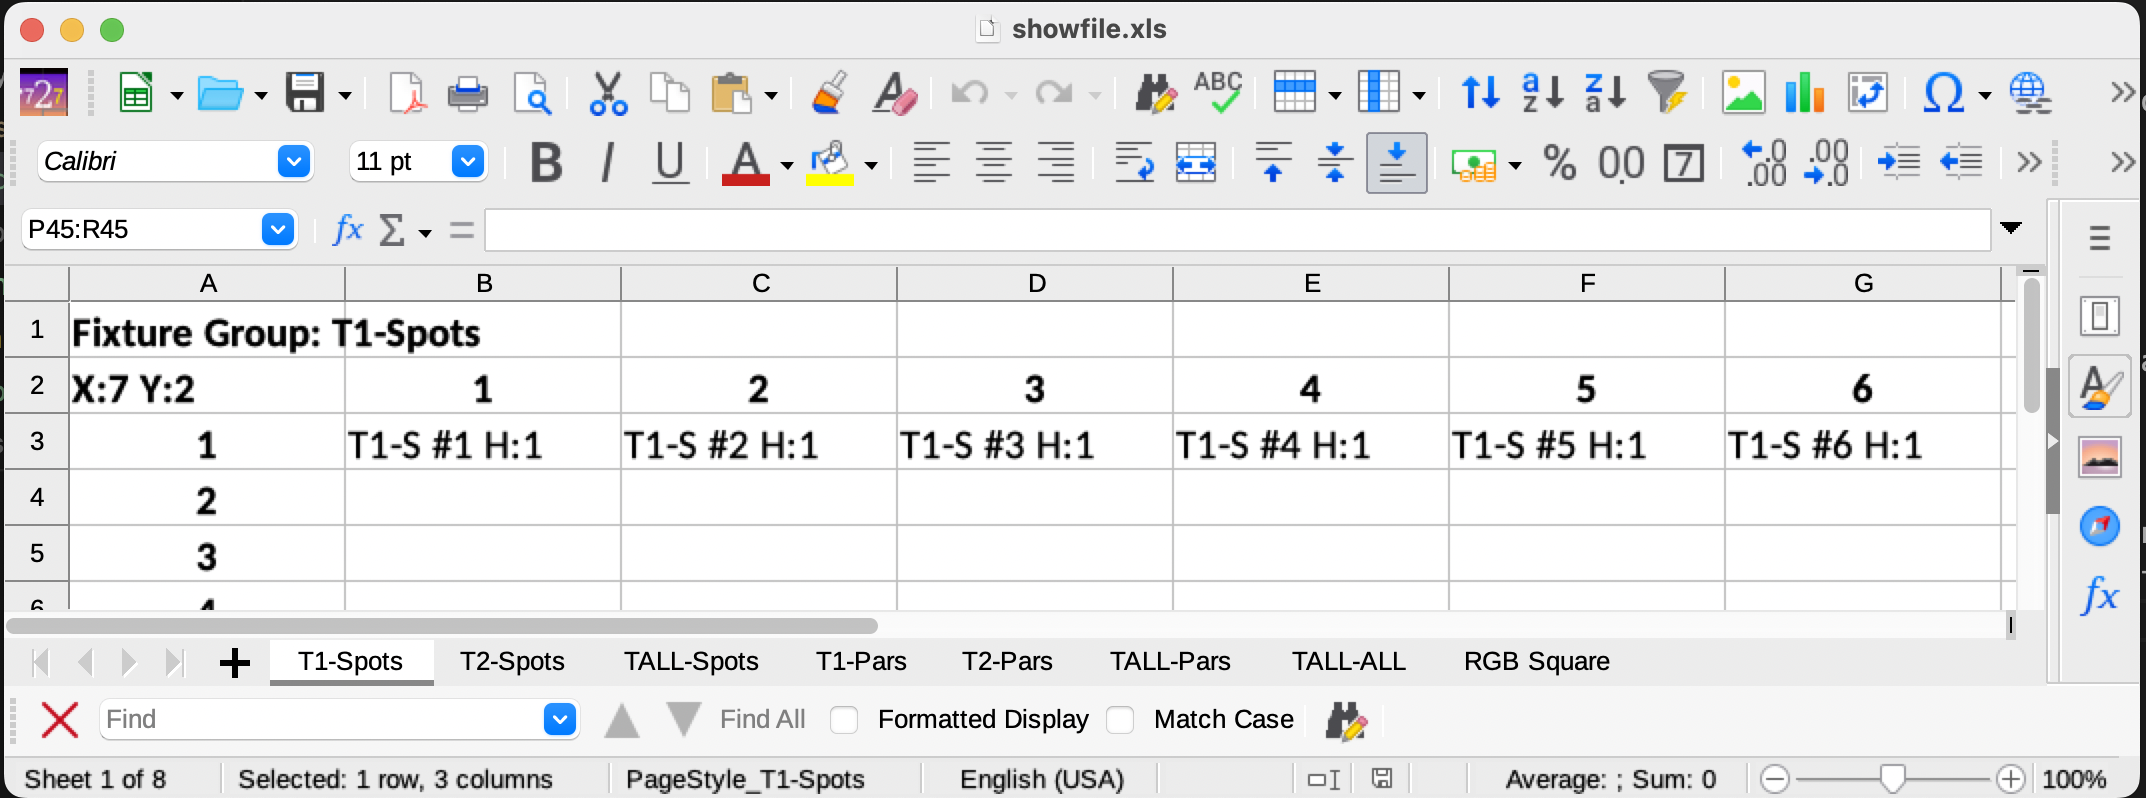 showfile.xls
ABC
Calibri
11 pt
P45:R45
A B C D E F G
1 Fixture Group: T1-Spots
2 X:7 Y:2 1 2 3 4 5 6
3 1 T1-S #1 H:1 T1-S #2 H:1 T1-S #3 H:1 T1-S #4 H:1 T1-S #5 H:1 T1-S #6 H:1
4 2
5 3
6 4
T1-Spots T2-Spots TALL-Spots T1-Pars T2-Pars TALL-Pars TALL-ALL RGB Square
Find Find All Formatted Display Match Case
Sheet 1 of 8 Selected: 1 row, 3 columns PageStyle_T1-Spots English (USA) Average: ; Sum: 0 100%